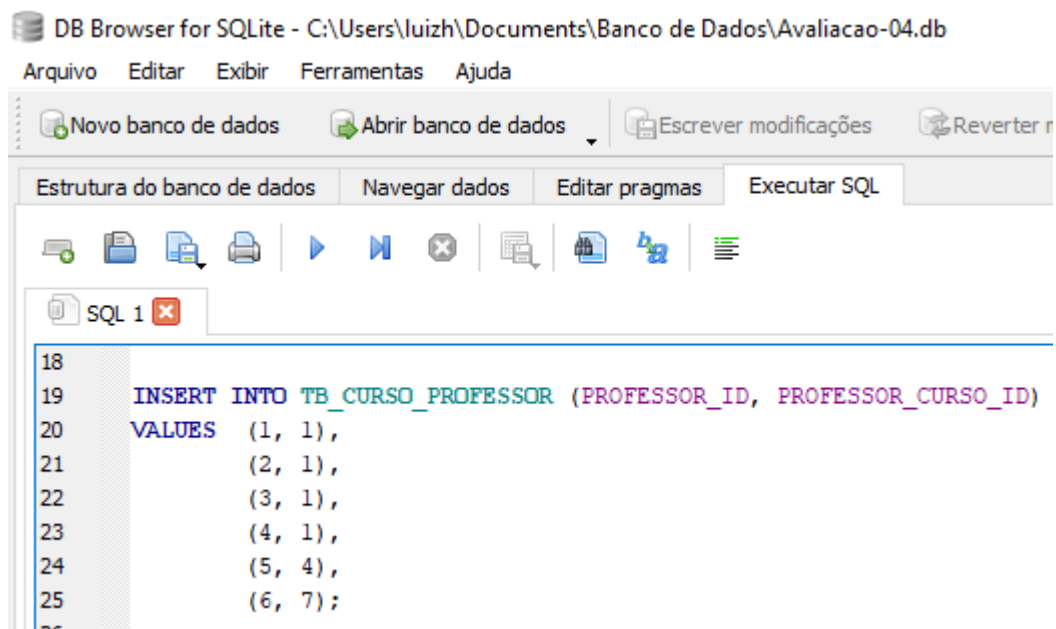 DB Browser for SQLite - C:\Users\luizh\Documents\Banco de Dados\Avaliacao-04.db
Arquivo Editar Exibir Ferramentas Ajuda
Novo banco de dados Abrir banco de dados Escrever modificações Reverter
Estrutura do banco de dados Navegar dados Editar pragmas Executar SQL
SQL 1
18
19 INSERT INTO TB_CURSO_PROFESSOR (PROFESSOR_ID, PROFESSOR_CURSO_ID)
20 VALUES (1, 1),
21 (2, 1),
22 (3, 1),
23 (4, 1),
24 (5, 4),
25 (6, 7);